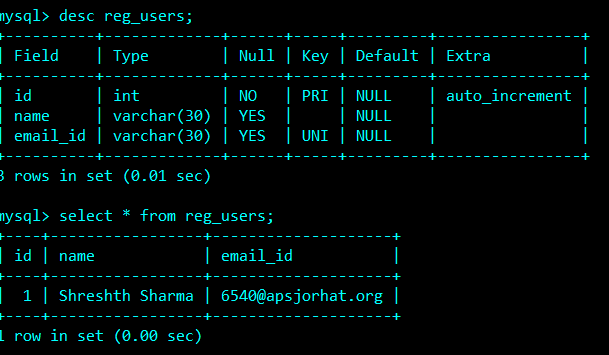 mysql> desc reg_users;
+----------+-------------+------+-----+---------+----------------+
| Field    | Type        | Null | Key | Default | Extra          |
+----------+-------------+------+-----+---------+----------------+
| id       | int         | NO   | PRI | NULL    | auto_increment |
| name     | varchar(30) | YES  |     | NULL    |                |
| email_id | varchar(30) | YES  | UNI | NULL    |                |
+----------+-------------+------+-----+---------+----------------+
3 rows in set (0.01 sec)
mysql> select * from reg_users;
+----+-----------------+--------------------+
| id | name            | email_id           |
+----+-----------------+--------------------+
|  1 | Shreshth Sharma | 6540@apsjorhat.org |
+----+-----------------+--------------------+
1 row in set (0.00 sec)